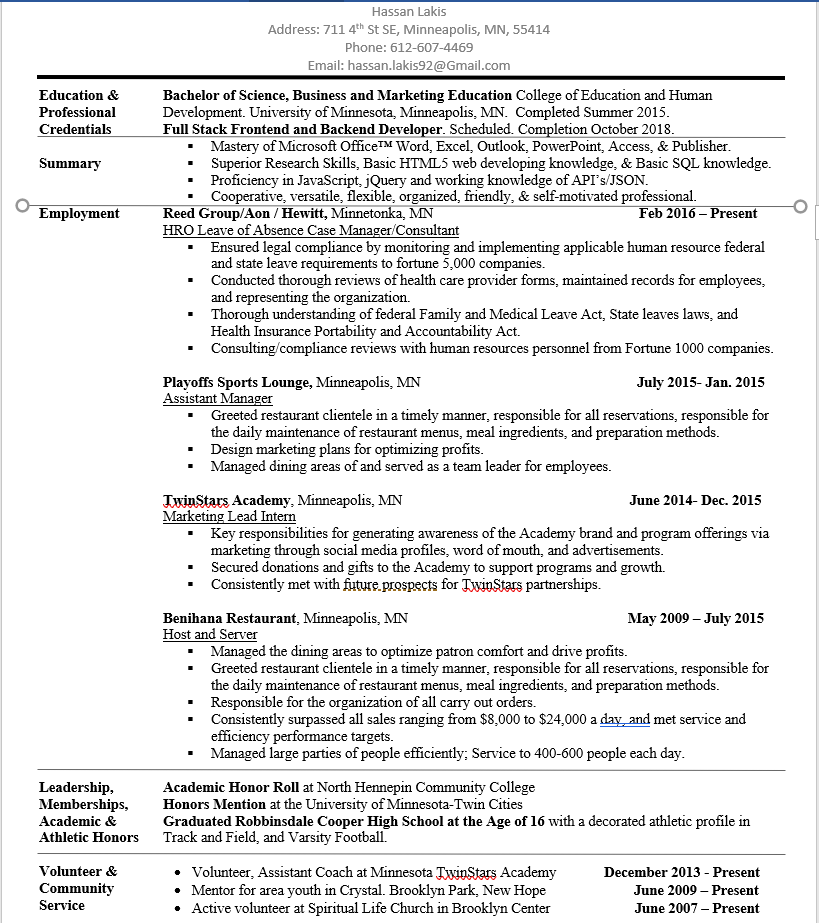 Hassan Lakis
Address: 711 4th St SE, Minneapolis, MN, 55414
Phone: 612-607-4469
Email: hassan.lakis92@Gmail.com
Education & Professional Credentials
Bachelor of Science, Business and Marketing Education College of Education and Human
Development. University of Minnesota, Minneapolis, MN. Completed Summer 2015.
Full Stack Frontend and Backend Developer. Scheduled. Completion October 2018.
Summary
▪ Mastery of Microsoft Office™ Word, Excel, Outlook, PowerPoint, Access, & Publisher.
▪ Superior Research Skills, Basic HTML5 web developing knowledge, & Basic SQL knowledge.
▪ Proficiency in JavaScript, jQuery and working knowledge of API's/JSON.
▪ Cooperative, versatile, flexible, organized, friendly, & self-motivated professional.
Employment
Reed Group/Aon / Hewitt, Minnetonka, MN Feb 2016 – Present
HRO Leave of Absence Case Manager/Consultant
▪ Ensured legal compliance by monitoring and implementing applicable human resource federal
and state leave requirements to fortune 5,000 companies.
▪ Conducted thorough reviews of health care provider forms, maintained records for employees,
and representing the organization.
▪ Thorough understanding of federal Family and Medical Leave Act, State leaves laws, and
Health Insurance Portability and Accountability Act.
▪ Consulting/compliance reviews with human resources personnel from Fortune 1000 companies.
Playoffs Sports Lounge, Minneapolis, MN July 2015- Jan. 2015
Assistant Manager
▪ Greeted restaurant clientele in a timely manner, responsible for all reservations, responsible for
the daily maintenance of restaurant menus, meal ingredients, and preparation methods.
▪ Design marketing plans for optimizing profits.
▪ Managed dining areas of and served as a team leader for employees.
TwinStars Academy, Minneapolis, MN June 2014- Dec. 2015
Marketing Lead Intern
▪ Key responsibilities for generating awareness of the Academy brand and program offerings via
marketing through social media profiles, word of mouth, and advertisements.
▪ Secured donations and gifts to the Academy to support programs and growth.
▪ Consistently met with future prospects for TwinStars partnerships.
Benihana Restaurant, Minneapolis, MN May 2009 – July 2015
Host and Server
▪ Managed the dining areas to optimize patron comfort and drive profits.
▪ Greeted restaurant clientele in a timely manner, responsible for all reservations, responsible for
the daily maintenance of restaurant menus, meal ingredients, and preparation methods.
▪ Responsible for the organization of all carry out orders.
▪ Consistently surpassed all sales ranging from $8,000 to $24,000 a day, and met service and
efficiency performance targets.
▪ Managed large parties of people efficiently; Service to 400-600 people each day.
Leadership, Memberships, Academic & Athletic Honors
Academic Honor Roll at North Hennepin Community College
Honors Mention at the University of Minnesota-Twin Cities
Graduated Robbinsdale Cooper High School at the Age of 16 with a decorated athletic profile in
Track and Field, and Varsity Football.
Volunteer & Community Service
• Volunteer, Assistant Coach at Minnesota TwinStars Academy December 2013 - Present
• Mentor for area youth in Crystal. Brooklyn Park, New Hope June 2009 – Present
• Active volunteer at Spiritual Life Church in Brooklyn Center June 2007 – Present